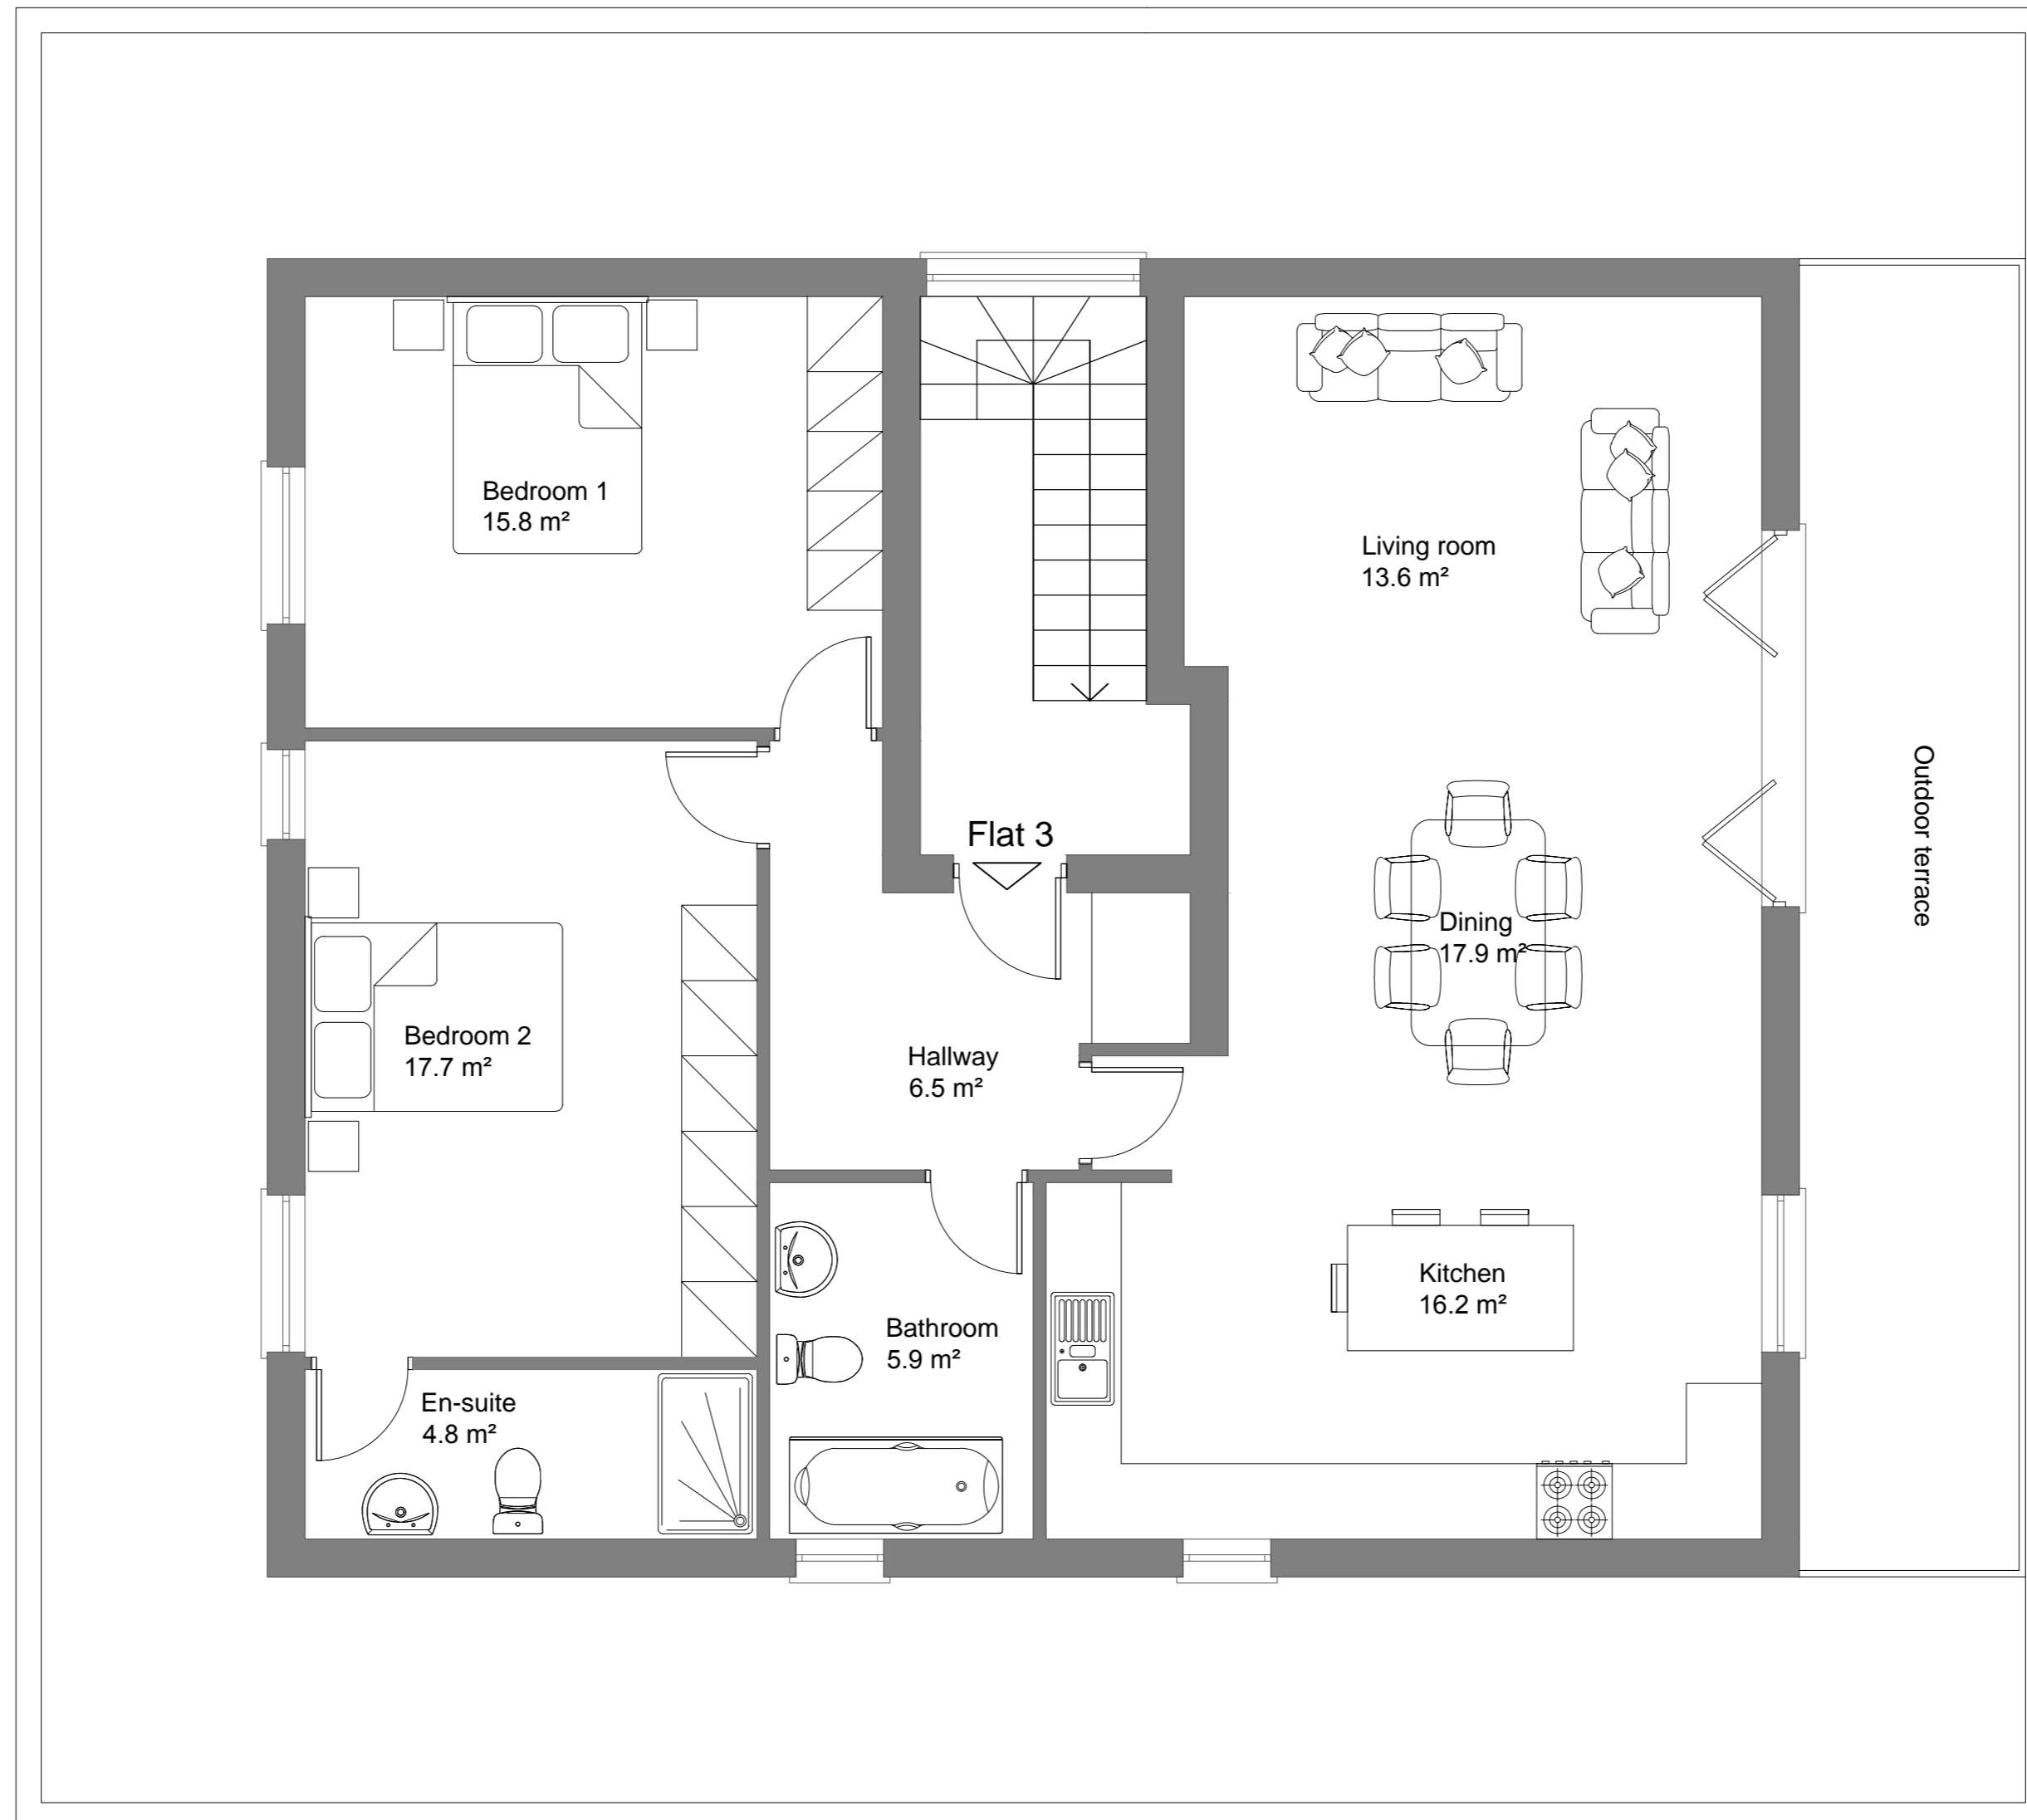 Bedroom 1
15.8 m²
Living room
13.6 m²
Outdoor terrace
Flat 3
Dining
17.9 m²
Bedroom 2
17.7 m²
Hallway
6.5 m²
Kitchen
16.2 m²
Bathroom
5.9 m²
En-suite
4.8 m²